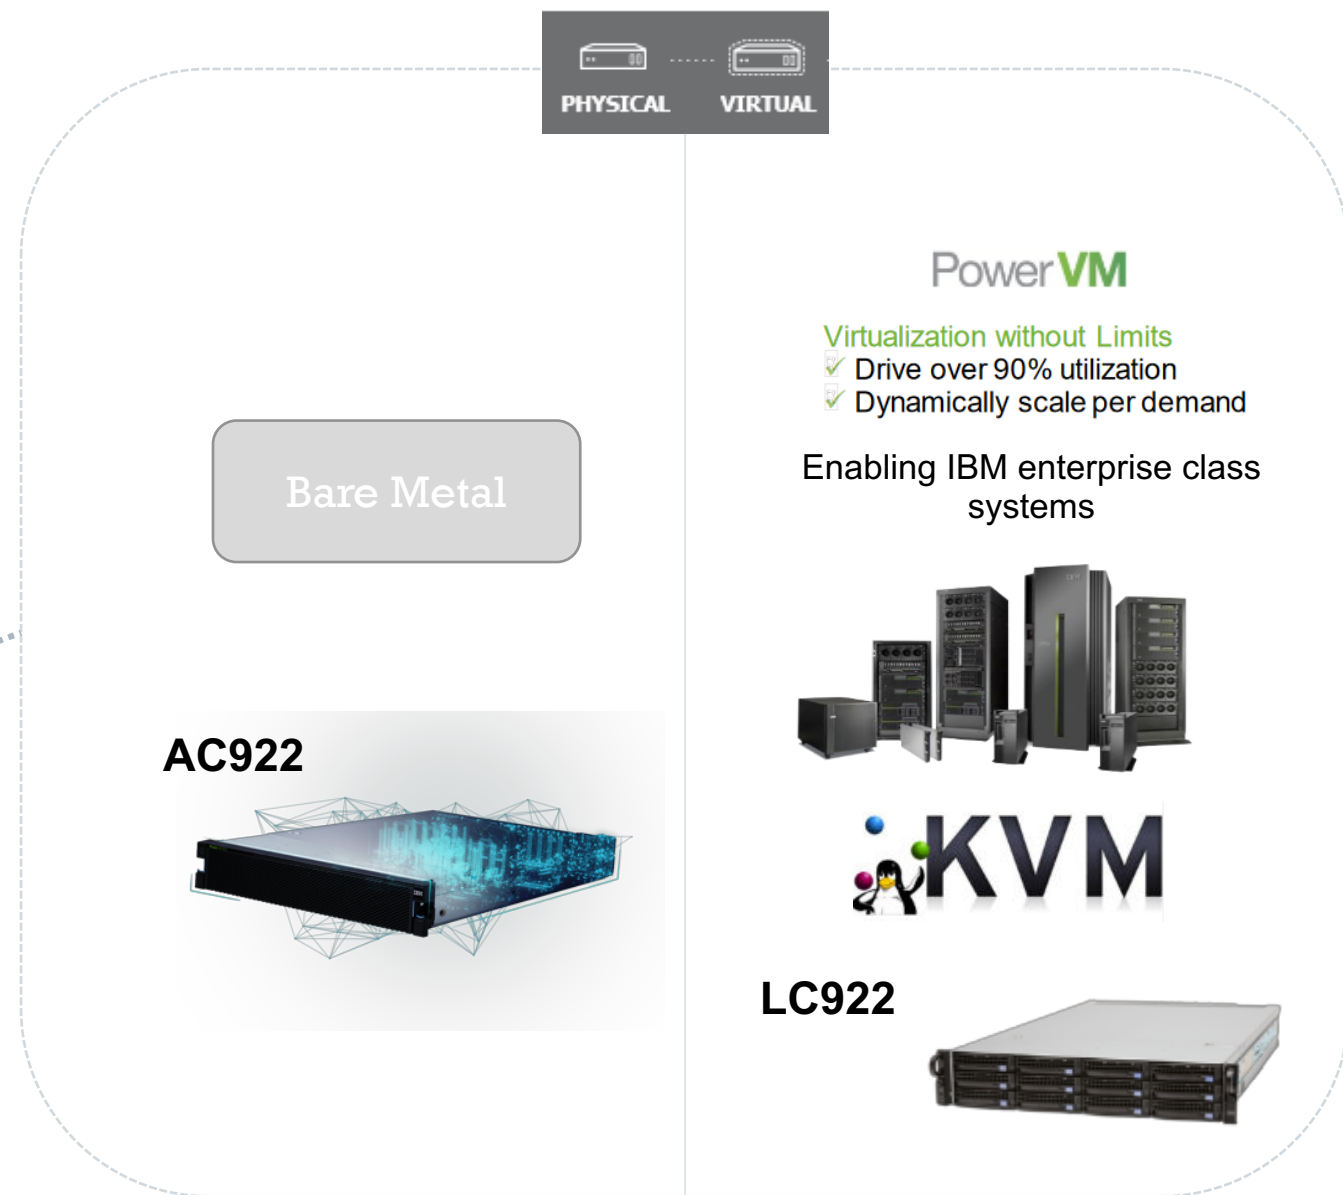 PHYSICAL VIRTUAL
PowerVM
Virtualization without Limits
Drive over 90% utilization
Dynamically scale per demand
Enabling IBM enterprise class
systems
Bare Metal
AC922
KVM
LC922